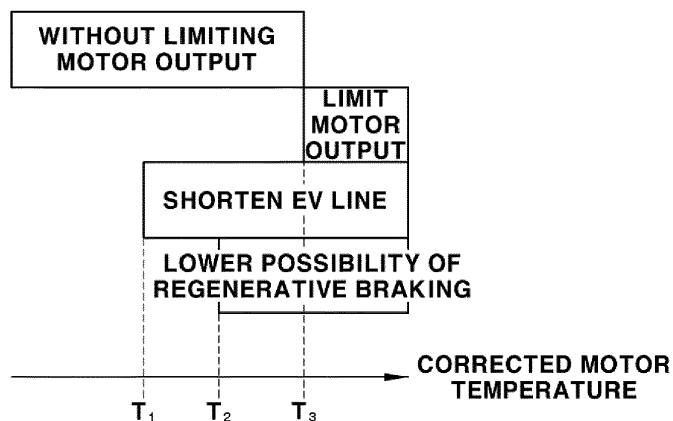 WITHOUT LIMITING
MOTOR OUTPUT
LIMIT
MOTOR
OUTPUT
SHORTEN EV LINE
LOWER POSSIBILITY OF
REGENERATIVE BRAKING
CORRECTED MOTOR
TEMPERATURE
T₁ T₂ T₃